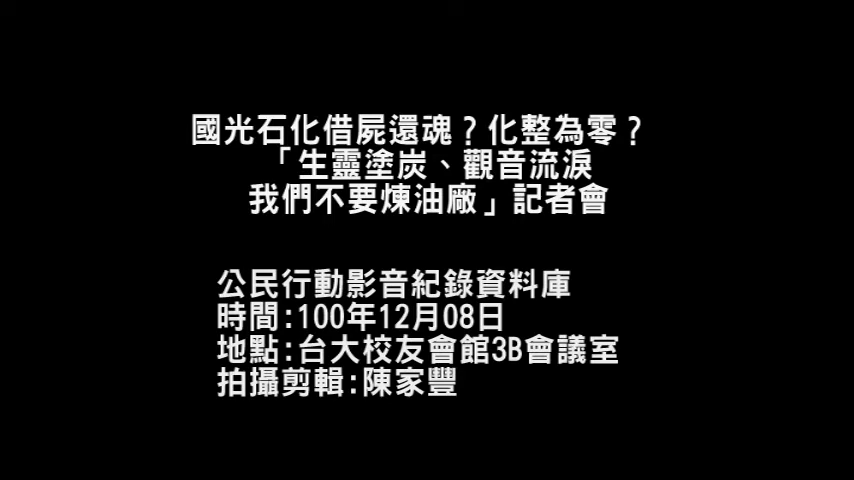 國光石化借屍還魂？化整為零？
「生靈塗炭、觀音流淚
我們不要煉油廠」記者會
公民行動影音紀錄資料庫
時間:100年12月08日
地點:台大校友會館3B會議室
拍攝剪輯:陳家豐